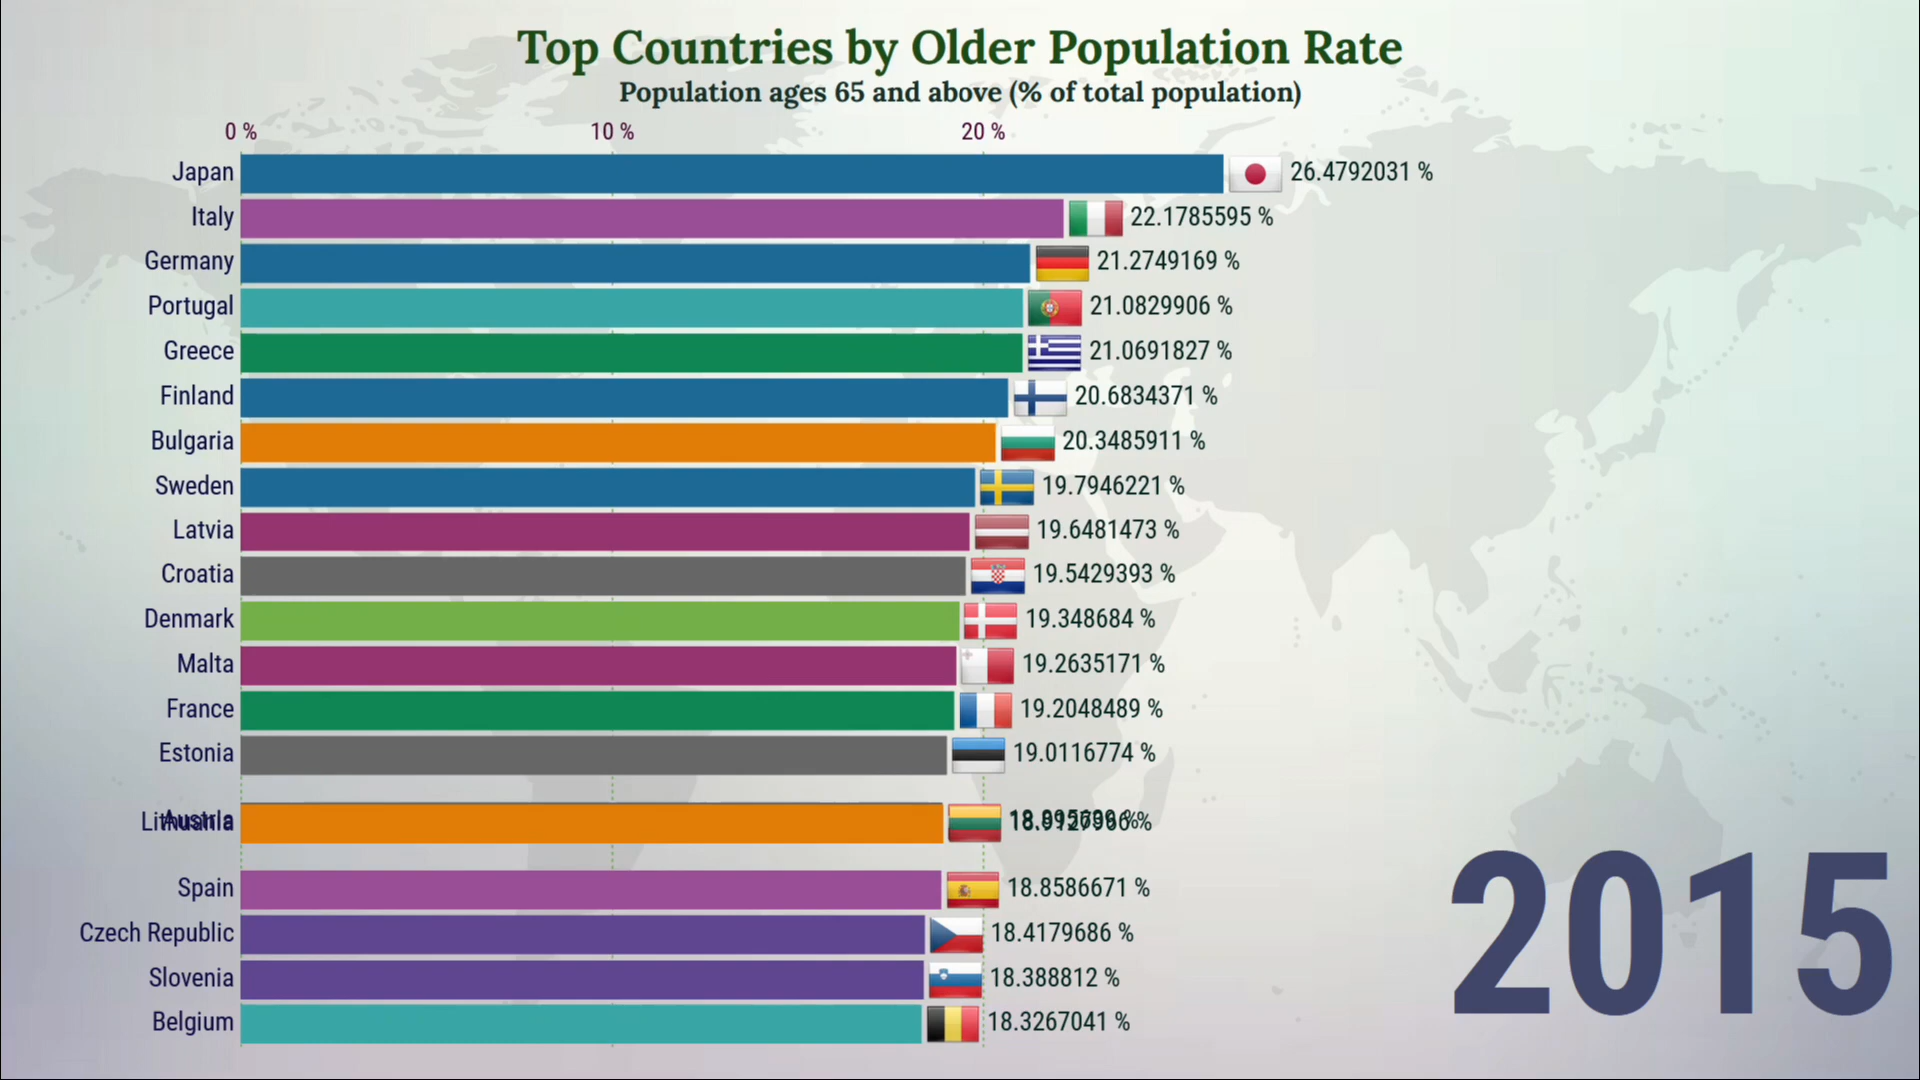 Top Countries by Older Population Rate
Population ages 65 and above (% of total population)
0 % 10 % 20 %
Japan 26.4792031 %
Italy 22.1785595 %
Germany 21.2749169 %
Portugal 21.0829906 %
Greece 21.0691827 %
Finland 20.6834371 %
Bulgaria 20.3485911 %
Sweden 19.7946221 %
Latvia 19.6481473 %
Croatia 19.5429393 %
Denmark 19.348684 %
Malta 19.2635171 %
France 19.2048489 %
Estonia 19.0116774 %
Austria
Lithuania
Spain 18.8586671 %
Czech Republic 18.4179686 %
Slovenia 18.388812 %
Belgium 18.3267041 %
2015